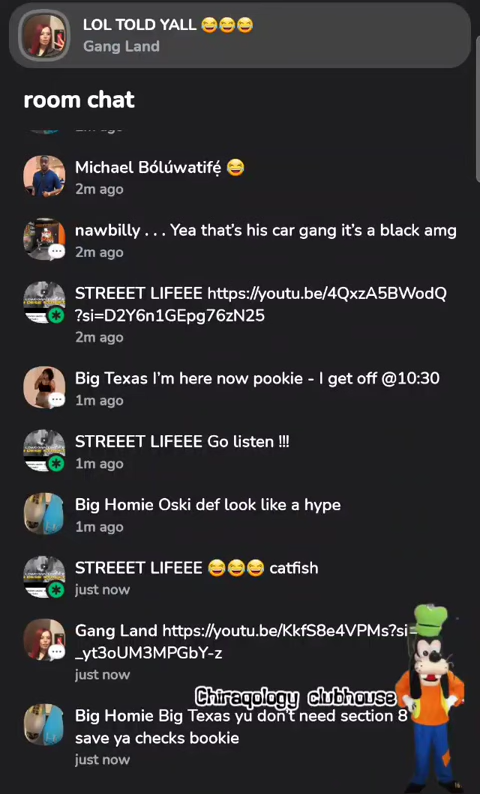 LOL TOLD YALL 😂😂😂
Gang Land
room chat
Michael Bólúwatifẹ́ 😂
2m ago
nawbilly . . . Yea that's his car gang it's a black amg
2m ago
STREEET LIFEEE https://youtu.be/4QxzA5BWodQ
?si=D2Y6n1GEpg76zN25
2m ago
Big Texas I'm here now pookie - I get off @10:30
1m ago
STREEET LIFEEE Go listen !!!
1m ago
Big Homie Oski def look like a hype
1m ago
STREEET LIFEEE 😂😂😂 catfish
just now
Gang Land https://youtu.be/KkfS8e4VPMs?si=
_yt3oUM3MPGbY-z
just now
Chiraqology clubhouse
Big Homie Big Texas yu don't need section 8
save ya checks bookie
just now